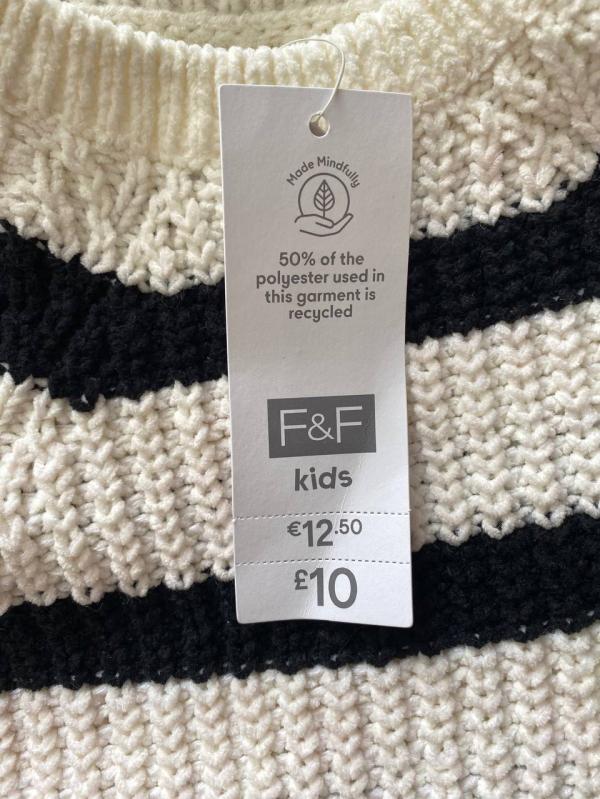 Made Mindfully
50% of the
polyester used in
this garment is
recycled
F&F
kids
€12.50
£10